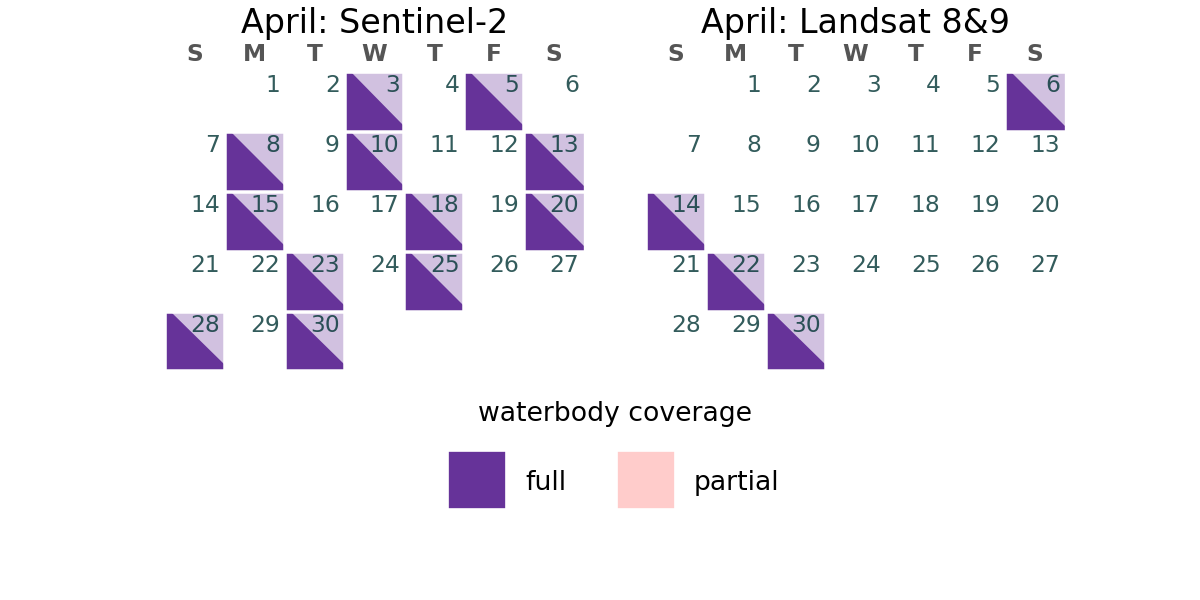 April: Sentinel-2
S M T W T F S
1 2 3 4 5 6
7 8 9 10 11 12 13
14 15 16 17 18 19 20
21 22 23 24 25 26 27
28 29 30
April: Landsat 8&9
S M T W T F S
1 2 3 4 5 6
7 8 9 10 11 12 13
14 15 16 17 18 19 20
21 22 23 24 25 26 27
28 29 30
waterbody coverage
full partial